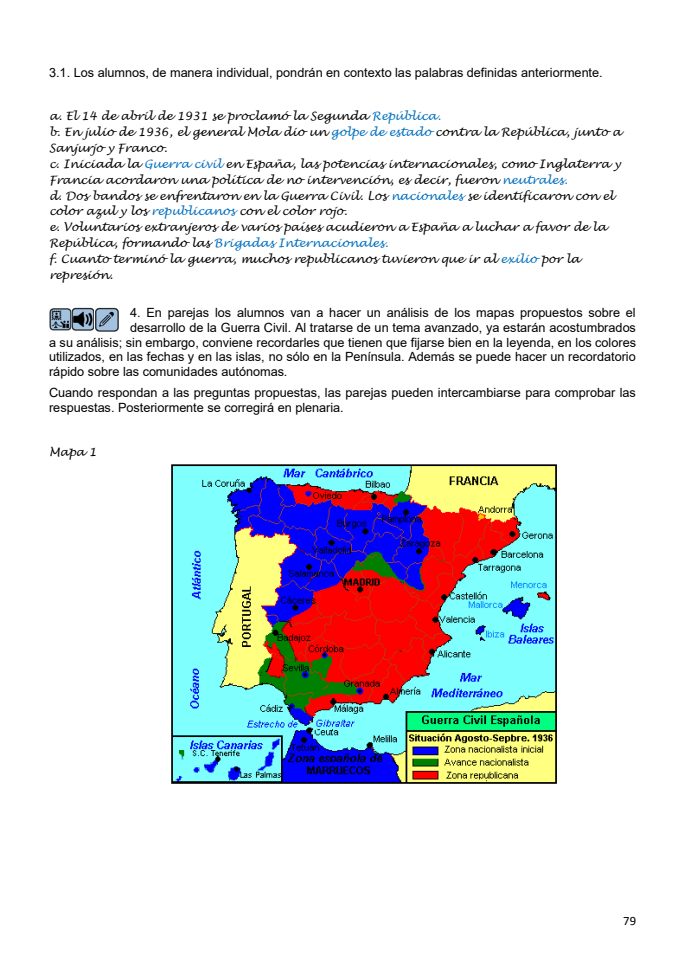 3.1. Los alumnos, de manera individual, pondrán en contexto las palabras definidas anteriormente.
a. El 14 de abril de 1931 se proclamó la Segunda República.
b. En julio de 1936, el general Mola dio un golpe de estado contra la República, junto a
Sanjurjo y Franco.
c. Iniciada la Guerra civil en España, las potencias internacionales, como Inglaterra y
Francia acordaron una política de no intervención, es decir, fueron neutrales.
d. Dos bandos se enfrentaron en la Guerra Civil. Los nacionales se identificaron con el
color azul y los republicanos con el color rojo.
e. Voluntarios extranjeros de varios países acudieron a España a luchar a favor de la
República, formando las Brigadas Internacionales.
f. Cuanto terminó la guerra, muchos republicanos tuvieron que ir al exilio por la
represión.
4. En parejas los alumnos van a hacer un análisis de los mapas propuestos sobre el
desarrollo de la Guerra Civil. Al tratarse de un tema avanzado, ya estarán acostumbrados
a su análisis; sin embargo, conviene recordarles que tienen que fijarse bien en la leyenda, en los colores
utilizados, en las fechas y en las islas, no sólo en la Península. Además se puede hacer un recordatorio
rápido sobre las comunidades autónomas.
Cuando respondan a las preguntas propuestas, las parejas pueden intercambiarse para comprobar las
respuestas. Posteriormente se corregirá en plenaria.
Mapa 1
Mar Cantábrico
FRANCIA
La Coruña
Bilbao
Oviedo
Andorra
Burgos
Pamplona
Gerona
Zaragoza
Valladolid
Barcelona
Tarragona
Salamanca
MADRID
Menorca
Atlántico
Castellón
Mallorca
Cáceres
PORTUGAL
Valencia
Ibiza
Islas
Baleares
Badajoz
Córdoba
Alicante
Sevilla
Mar
Mediterráneo
Océano
Granada
Almería
Cádiz
Málaga
Estrecho de Gibraltar
Guerra Civil Española
Ceuta
Melilla
Situación Agosto-Sepbre. 1936
Islas Canarias
Tetuán
Zona nacionalista inicial
S.C. Tenerife
Zona española de
MARRUECOS
Avance nacionalista
Las Palmas
Zona republicana
79